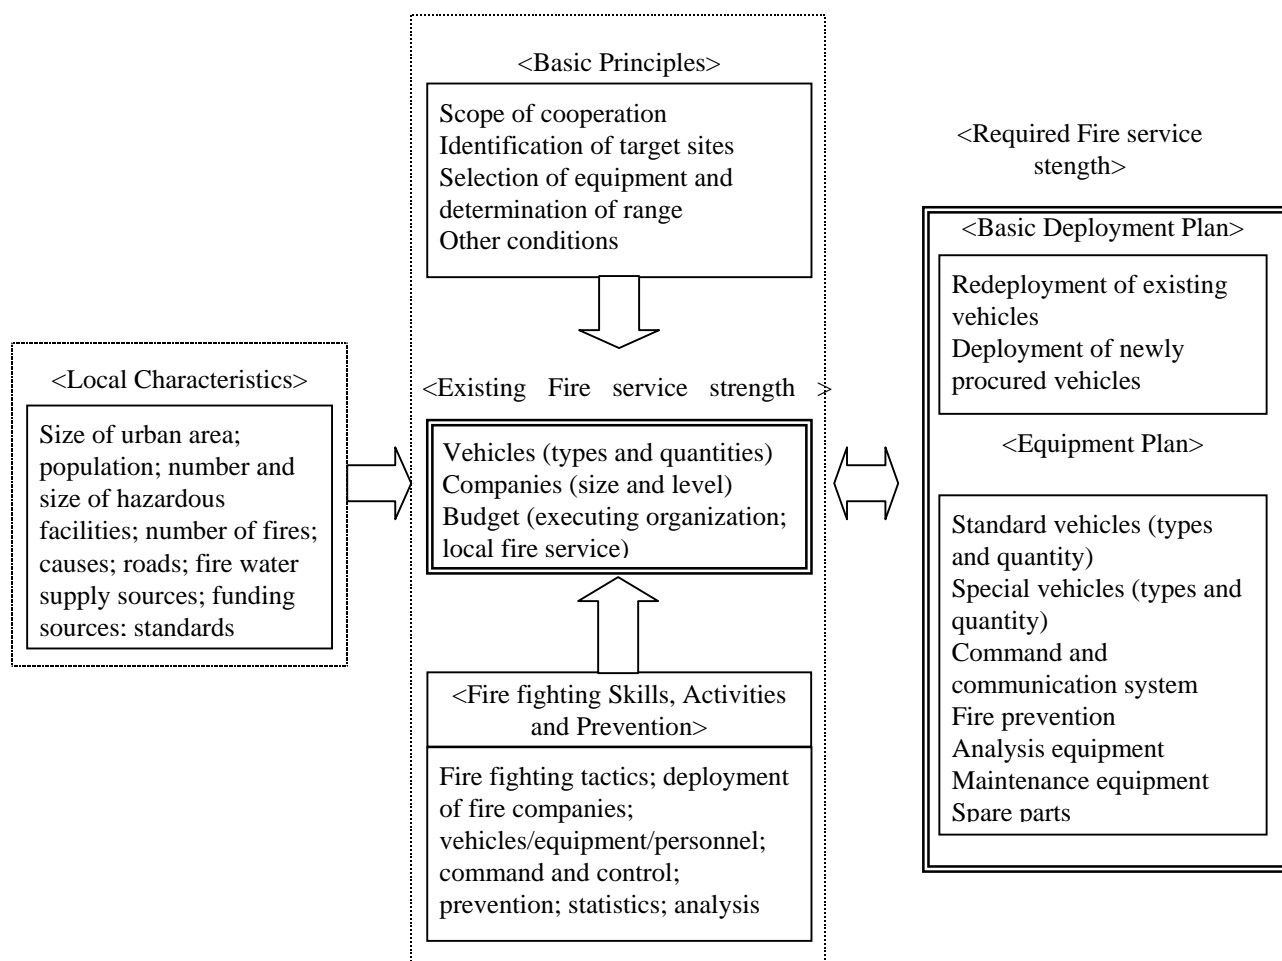 <Basic Principles>
Scope of cooperation
Identification of target sites
Selection of equipment and
determination of range
Other conditions
<Required Fire service
stength>
<Basic Deployment Plan>
Redeployment of existing
vehicles
Deployment of newly
procured vehicles
<Local Characteristics>
Size of urban area;
population; number and
size of hazardous
facilities; number of fires;
causes; roads; fire water
supply sources; funding
sources: standards
<Existing Fire service strength >
Vehicles (types and quantities)
Companies (size and level)
Budget (executing organization;
local fire service)
<Equipment Plan>
Standard vehicles (types
and quantity)
Special vehicles (types and
quantity)
Command and
communication system
Fire prevention
Analysis equipment
Maintenance equipment
Spare parts
<Fire fighting Skills, Activities
and Prevention>
Fire fighting tactics; deployment
of fire companies;
vehicles/equipment/personnel;
command and control;
prevention; statistics; analysis